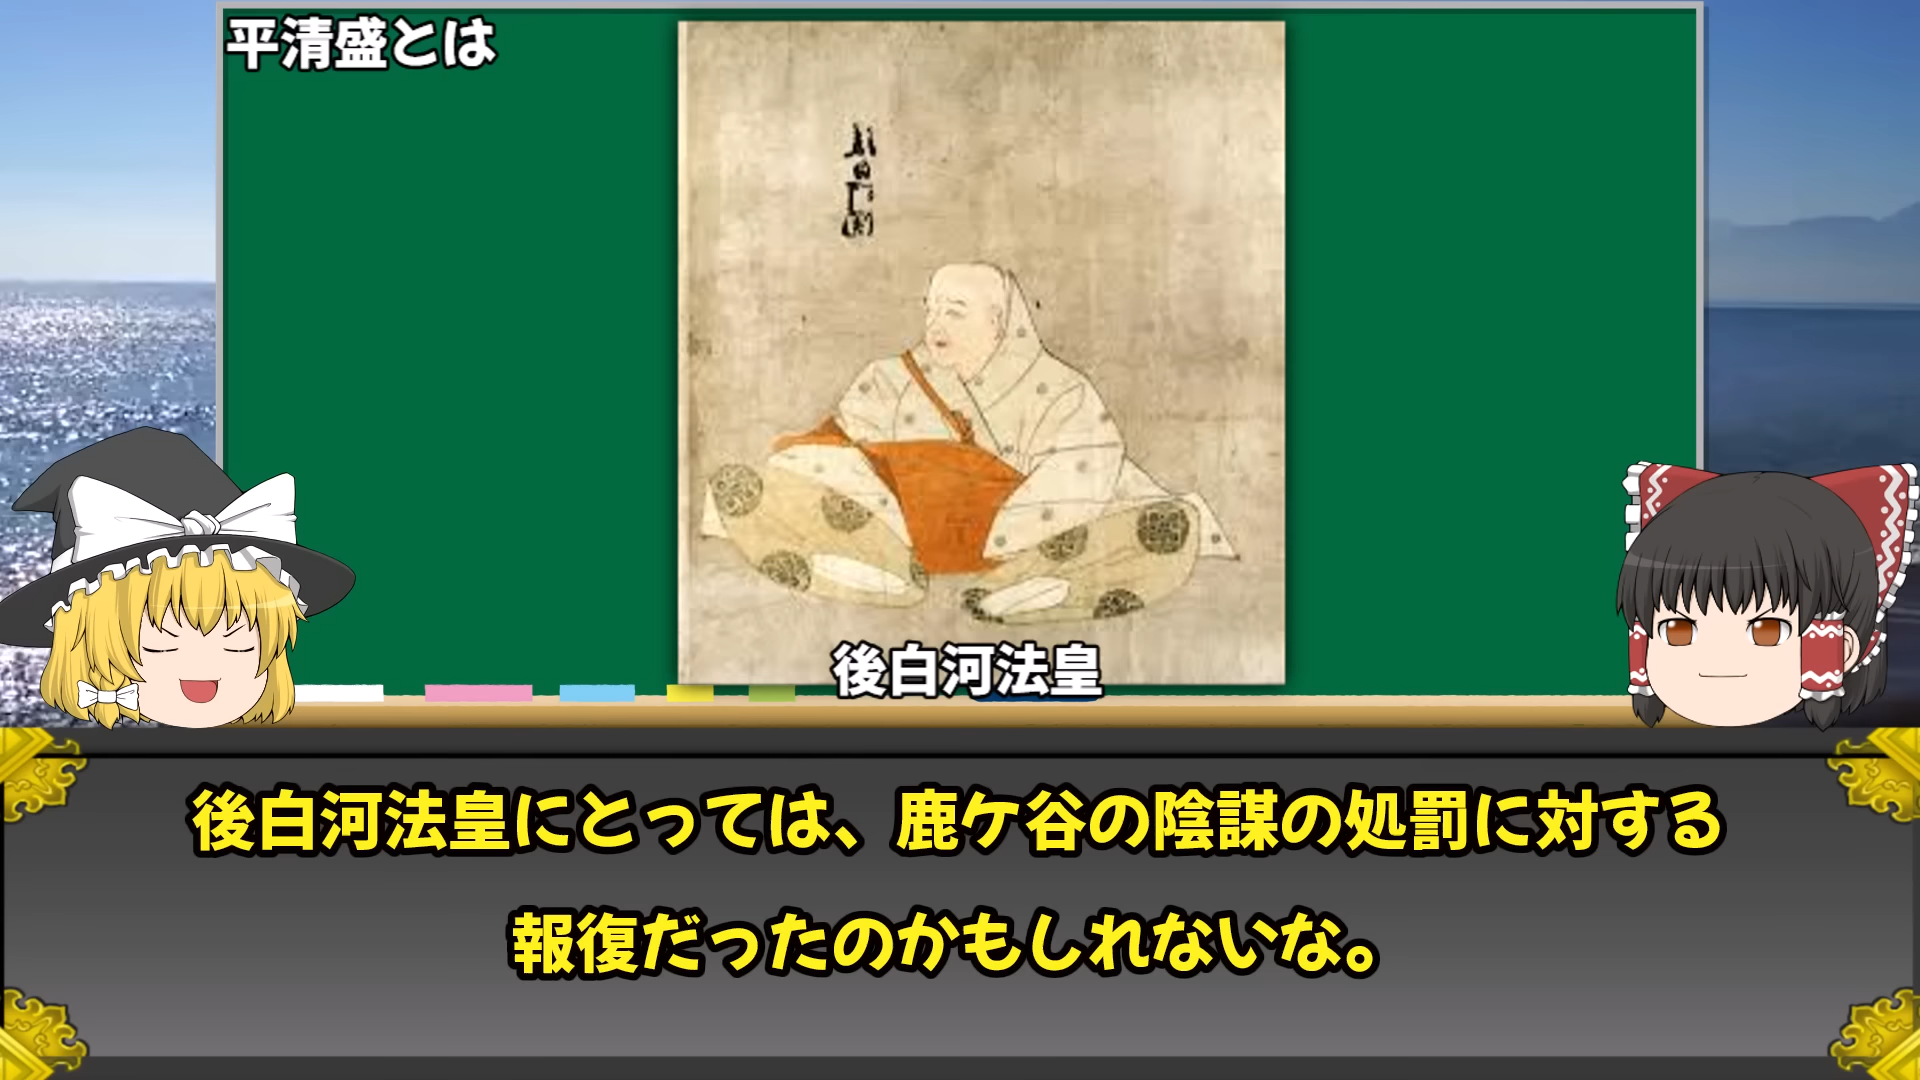 平清盛とは
後白河法皇
後白河法皇にとっては、鹿ケ谷の陰謀の処罰に対する
報復だったのかもしれないな。